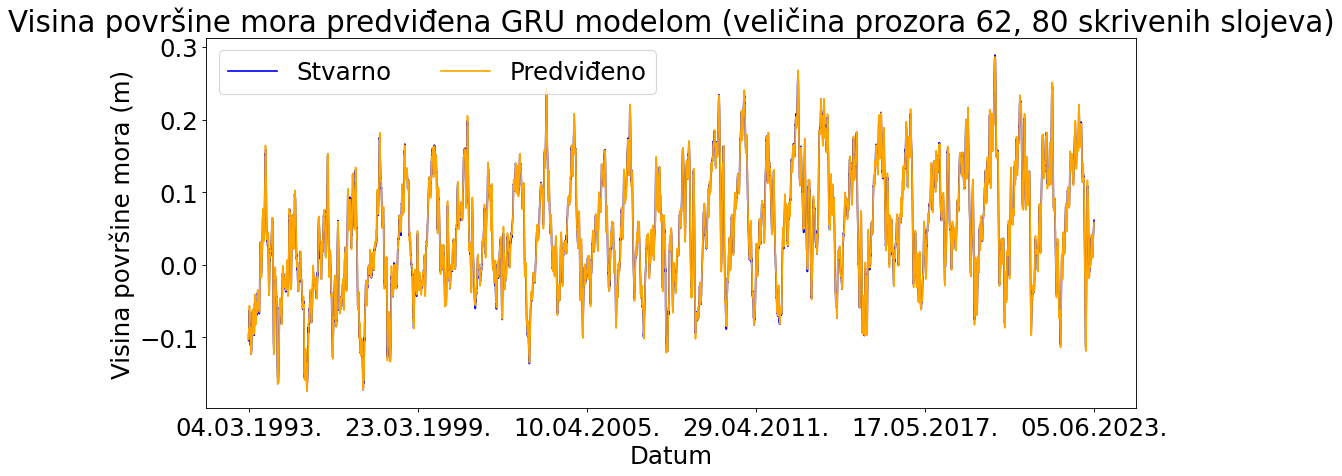 Visina površine mora predviđena GRU modelom (veličina prozora 62, 80 skrivenih slojeva)
Stvarno
Predviđeno
Visina površine mora (m)
0.3
0.2
0.1
0.0
−0.1
04.03.1993.
23.03.1999.
10.04.2005.
29.04.2011.
17.05.2017.
05.06.2023.
Datum